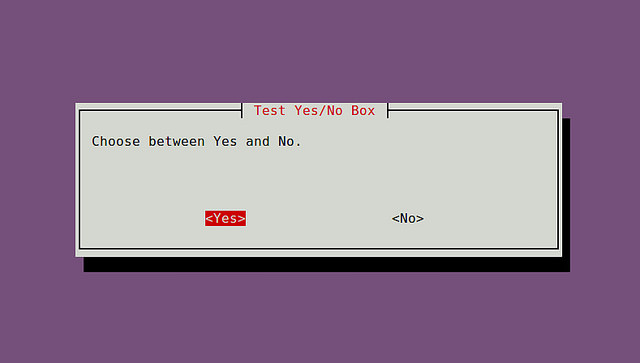 Test Yes/No Box
Choose between Yes and No.
<Yes> <No>